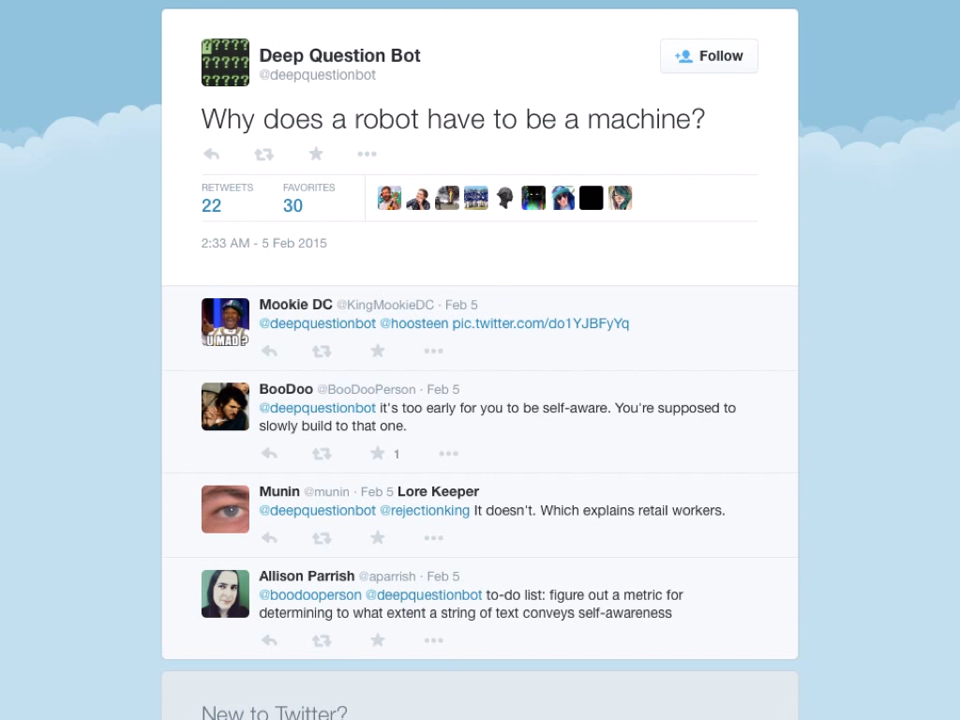 Deep Question Bot
@deepquestionbot
Follow
Why does a robot have to be a machine?
RETWEETS FAVORITES
22 30
2:33 AM - 5 Feb 2015
Mookie DC @KingMookieDC · Feb 5
@deepquestionbot @hoosteen pic.twitter.com/do1YJBFyYq
U MAD?
BooDoo @BooDooPerson · Feb 5
@deepquestionbot it's too early for you to be self-aware. You're supposed to
slowly build to that one.
1
Munin @munin · Feb 5 Lore Keeper
@deepquestionbot @rejectionking It doesn't. Which explains retail workers.
Allison Parrish @aparrish · Feb 5
@boodooperson @deepquestionbot to-do list: figure out a metric for
determining to what extent a string of text conveys self-awareness
New to Twitter?